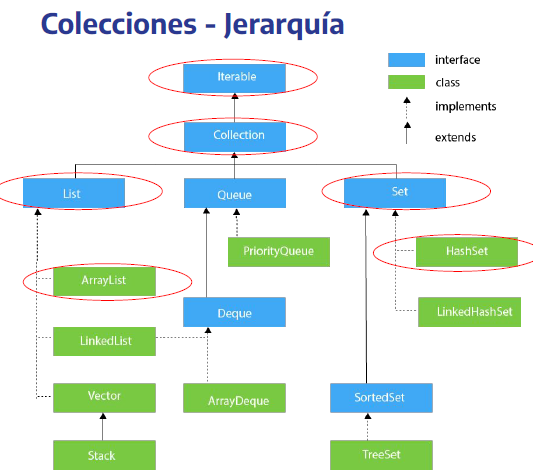 Colecciones - Jerarquía
interface
class
implements
extends
Iterable
Collection
List
Queue
Set
PriorityQueue
HashSet
ArrayList
Deque
LinkedHashSet
LinkedList
Vector
ArrayDeque
SortedSet
Stack
TreeSet